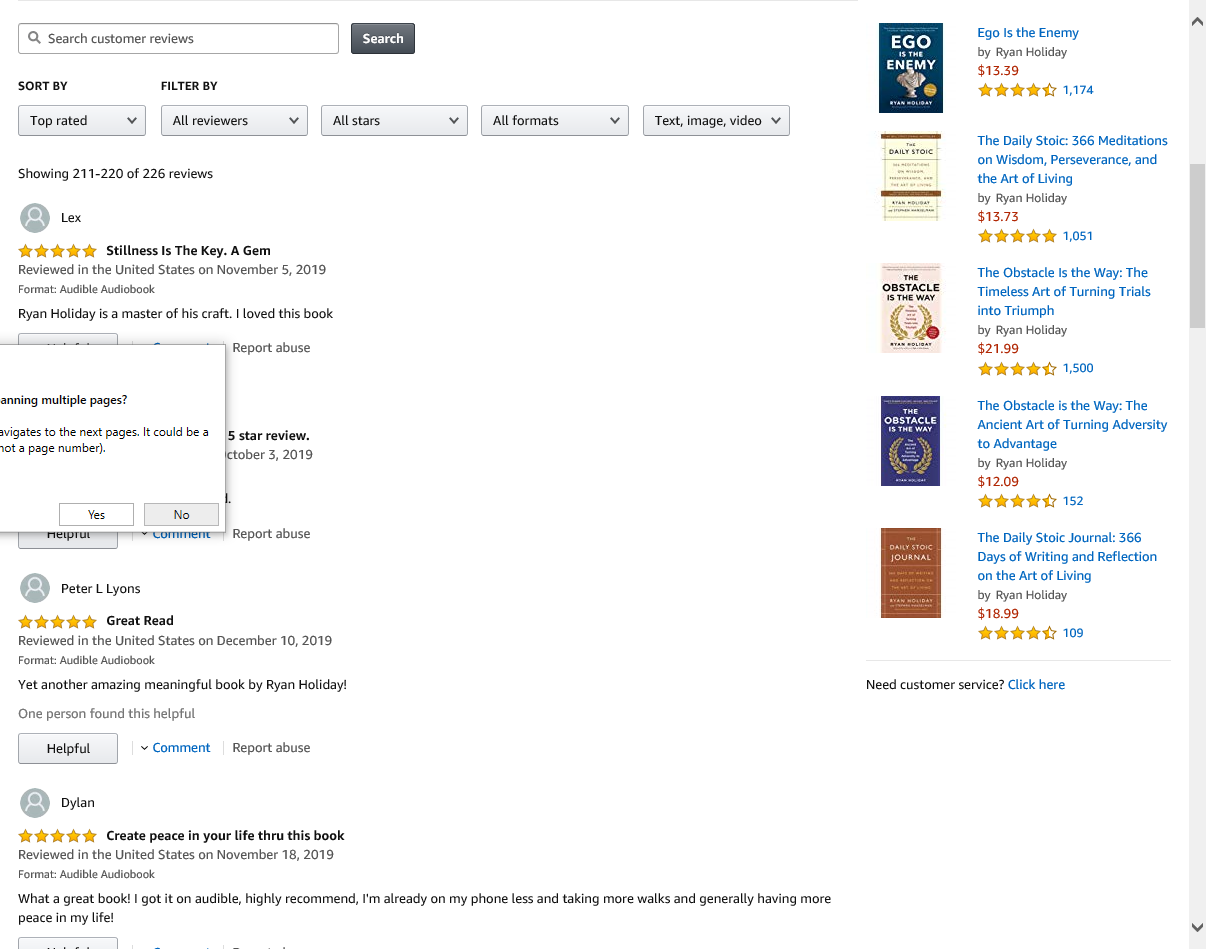 Search customer reviews
Search
SORT BY
FILTER BY
Top rated
All reviewers
All stars
All formats
Text, image, video
Showing 211-220 of 226 reviews
Lex
Stillness Is The Key. A Gem
Reviewed in the United States on November 5, 2019
Format: Audible Audiobook
Ryan Holiday is a master of his craft. I loved this book
Report abuse
anning multiple pages?
avigates to the next pages. It could be a
not a page number).
Yes
No
5 star review.
ctober 3, 2019
d.
Helpful
Comment
Report abuse
Peter L Lyons
Great Read
Reviewed in the United States on December 10, 2019
Format: Audible Audiobook
Yet another amazing meaningful book by Ryan Holiday!
One person found this helpful
Helpful
Comment
Report abuse
Dylan
Create peace in your life thru this book
Reviewed in the United States on November 18, 2019
Format: Audible Audiobook
What a great book! I got it on audible, highly recommend, I'm already on my phone less and taking more walks and generally having more
peace in my life!
EGO
IS THE
ENEMY
RYAN HOLIDAY
Ego Is the Enemy
by Ryan Holiday
$13.39
1,174
THE
DAILY STOIC
366 MEDITATIONS
ON WISDOM,
PERSEVERANCE, AND
THE ART OF LIVING
RYAN HOLIDAY
The Daily Stoic: 366 Meditations
on Wisdom, Perseverance, and
the Art of Living
by Ryan Holiday
$13.73
1,051
THE
OBSTACLE
IS THE WAY
RYAN HOLIDAY
The Obstacle Is the Way: The
Timeless Art of Turning Trials
into Triumph
by Ryan Holiday
$21.99
1,500
THE
OBSTACLE
IS THE WAY
RYAN HOLIDAY
The Obstacle is the Way: The
Ancient Art of Turning Adversity
to Advantage
by Ryan Holiday
$12.09
152
THE
DAILY STOIC
JOURNAL
RYAN HOLIDAY
The Daily Stoic Journal: 366
Days of Writing and Reflection
on the Art of Living
by Ryan Holiday
$18.99
109
Need customer service? Click here